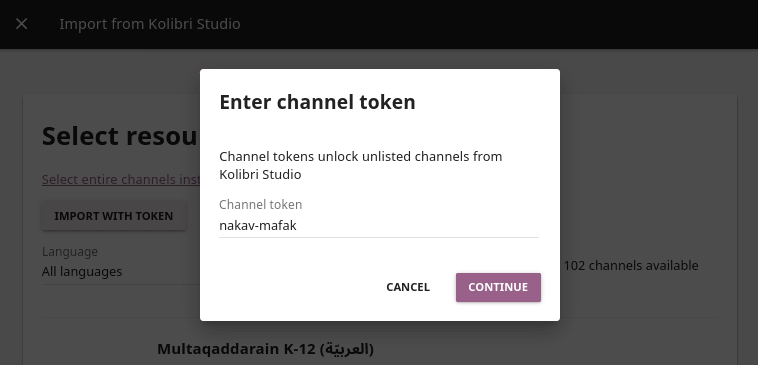 Import from Kolibri Studio
Enter channel token
Select resou
Channel tokens unlock unlisted channels from
Kolibri Studio
Select entire channels inst
Channel token
IMPORT WITH TOKEN
nakav-mafak
Language
All languages
102 channels available
CANCEL
CONTINUE
Multaqaddarain K-12 (العربيّة)